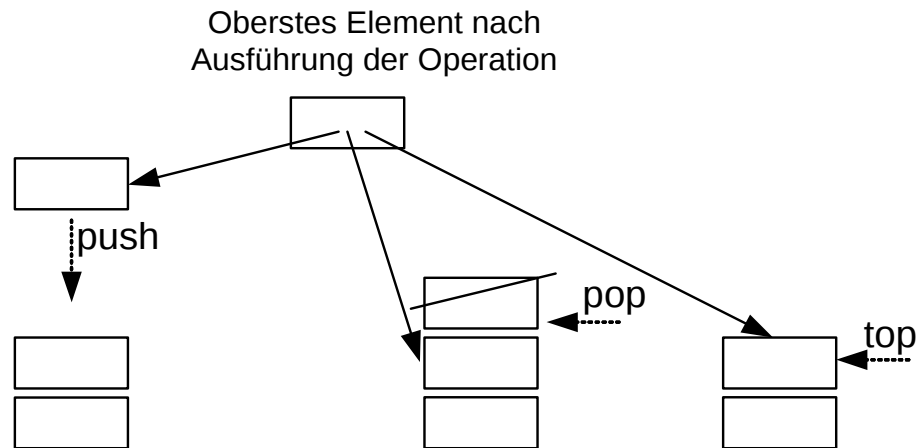 Oberstes Element nach
Ausführung der Operation
push
pop
top